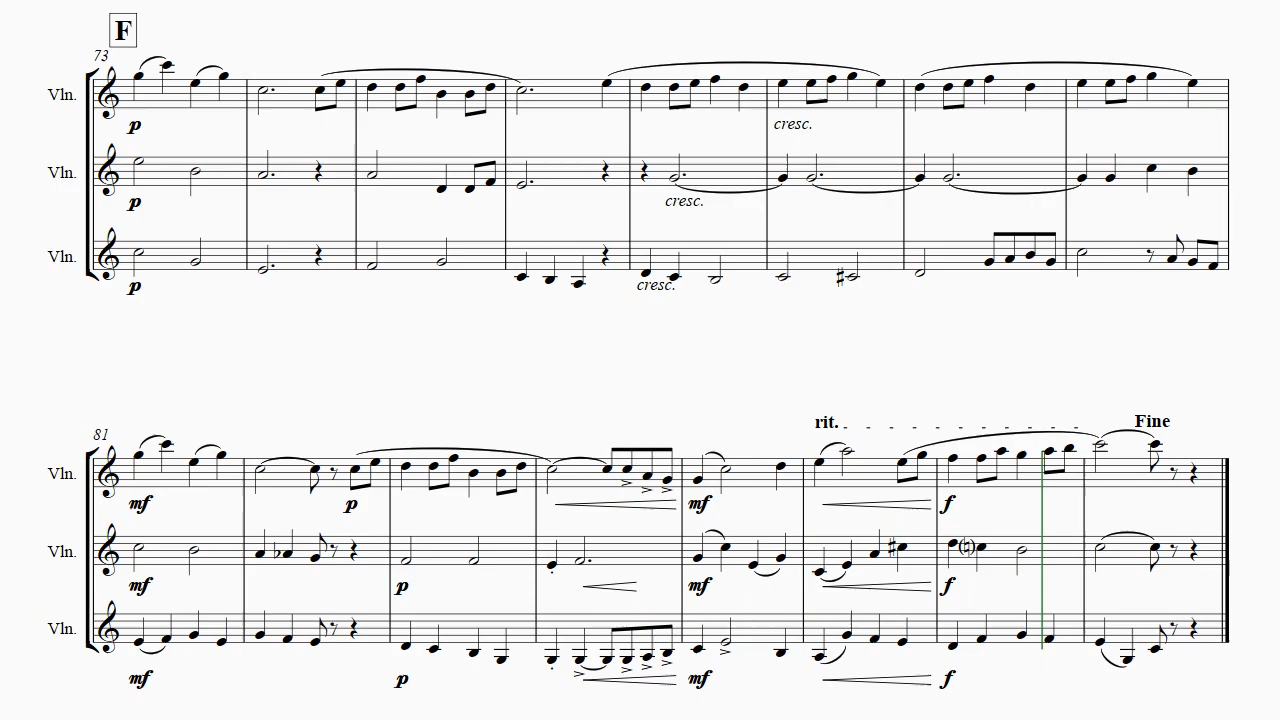 F
73
Vln.
p
cresc.
Vln.
p
cresc.
Vln.
p
cresc.
rit. Fine
81
Vln.
mf p mf f
Vln.
mf p mf f
Vln.
mf p mf f